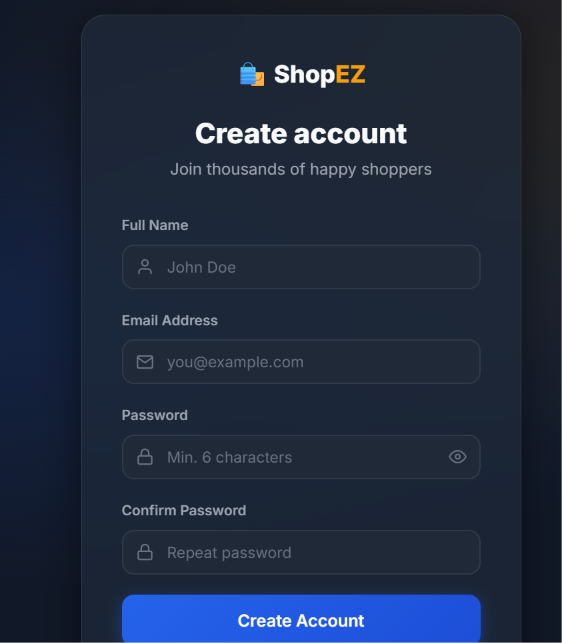 ShopEZ
Create account
Join thousands of happy shoppers
Full Name
John Doe
Email Address
you@example.com
Password
Min. 6 characters
Confirm Password
Repeat password
Create Account